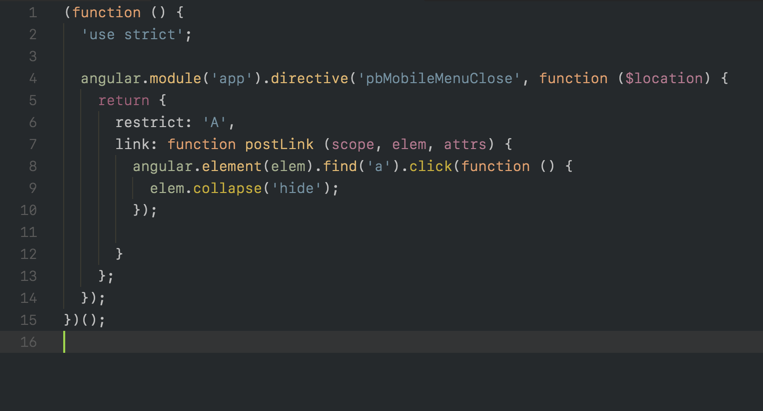 1 (function () {
2 'use strict';
3
4 angular.module('app').directive('pbMobileMenuClose', function ($location) {
5 return {
6 restrict: 'A',
7 link: function postLink (scope, elem, attrs) {
8 angular.element(elem).find('a').click(function () {
9 elem.collapse('hide');
10 });
11
12 }
13 };
14 });
15 })();
16